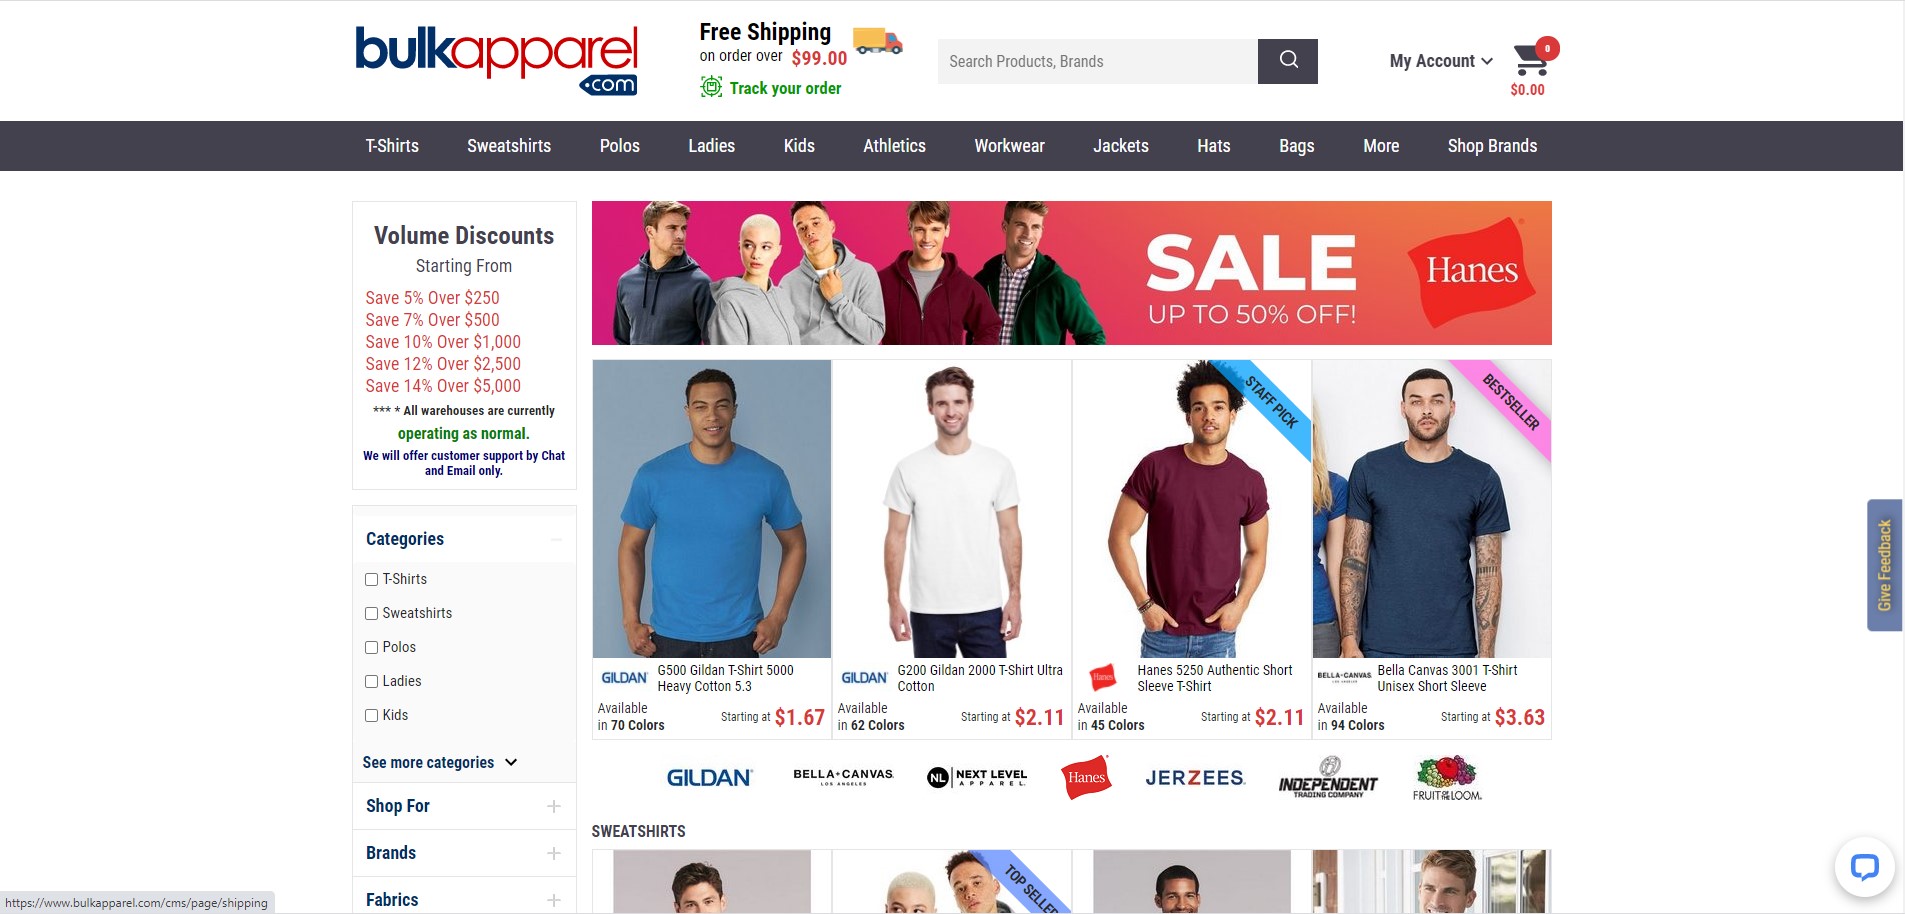 bulkapparel
.com
Free Shipping
on order over $99.00
Track your order
Search Products, Brands
My Account
0
$0.00
T-Shirts Sweatshirts Polos Ladies Kids Athletics Workwear Jackets Hats Bags More Shop Brands
Volume Discounts
Starting From
Save 5% Over $250
Save 7% Over $500
Save 10% Over $1,000
Save 12% Over $2,500
Save 14% Over $5,000
*** * All warehouses are currently
operating as normal.
We will offer customer support by Chat
and Email only.
Categories
T-Shirts
Sweatshirts
Polos
Ladies
Kids
See more categories
Shop For
Brands
Fabrics
SALE
UP TO 50% OFF!
Hanes
STAFF PICK
BESTSELLER
GILDAN
G500 Gildan T-Shirt 5000
Heavy Cotton 5.3
Available
in 70 Colors
Starting at $1.67
GILDAN
G200 Gildan 2000 T-Shirt Ultra
Cotton
Available
in 62 Colors
Starting at $2.11
Hanes
Hanes 5250 Authentic Short
Sleeve T-Shirt
Available
in 45 Colors
Starting at $2.11
BELLA+CANVAS.
LOS ANGELES
Bella Canvas 3001 T-Shirt
Unisex Short Sleeve
Available
in 94 Colors
Starting at $3.63
GILDAN
BELLA+CANVAS.
LOS ANGELES
NL NEXT LEVEL
APPAREL
Hanes
JERZEES
INDEPENDENT
TRADING COMPANY
FRUIT OF THE LOOM
SWEATSHIRTS
TOP SELLER
Give Feedback
https://www.bulkapparel.com/cms/page/shipping